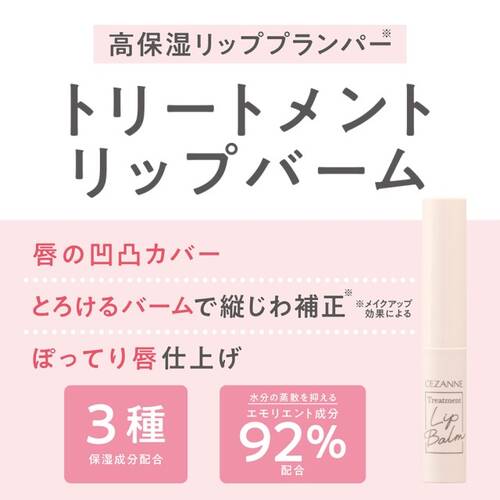 高保湿リッププランパー※
トリートメント
リップバーム
唇の凹凸カバー
とろけるバームで縦じわ補正※
※メイクアップ
効果による
ぽってり唇仕上げ
3種
保湿成分配合
水分の蒸散を抑える
エモリエント成分
92%
配合
CEZANNE
Treatment
Lip
Balm